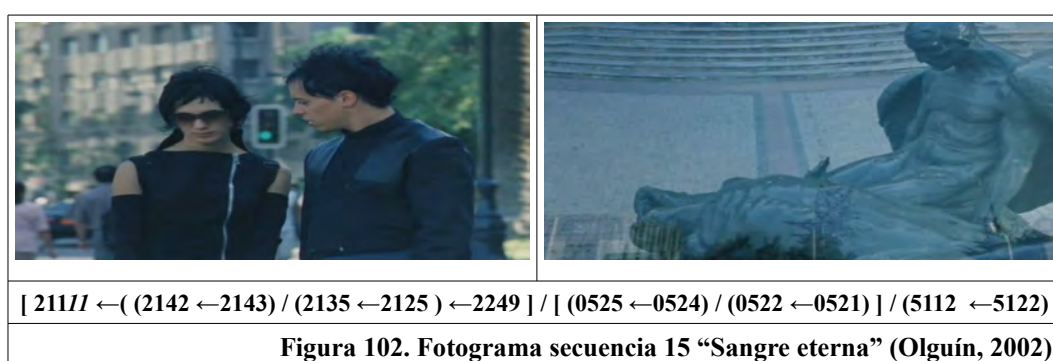 [ 21111 ←( (2142 ←2143) / (2135 ←2125 ) ←2249 ] / [ (0525 ←0524) / (0522 ←0521) ] / (5112 ←5122)
Figura 102. Fotograma secuencia 15 “Sangre eterna” (Olguín, 2002)